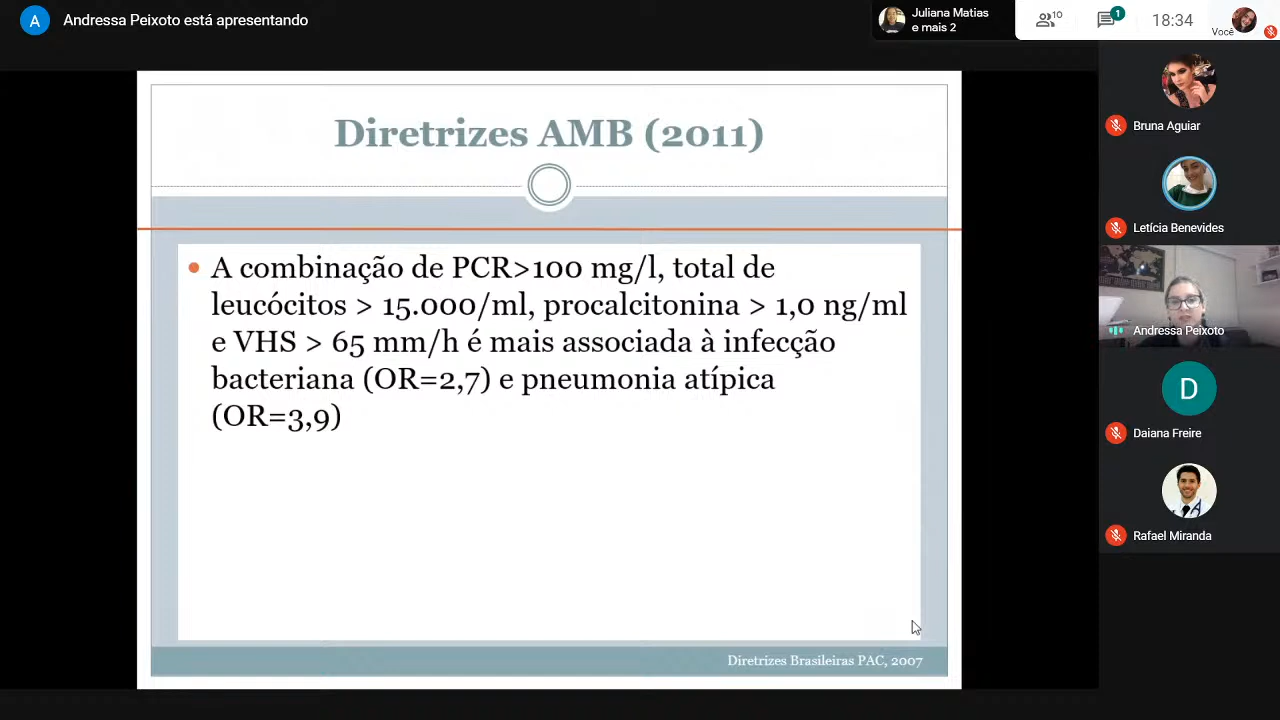 A
Andressa Peixoto está apresentando
Juliana Matias
e mais 2
10
1
18:34
Você
Diretrizes AMB (2011)
A combinação de PCR>100 mg/l, total de
leucócitos > 15.000/ml, procalcitonina > 1,0 ng/ml
e VHS > 65 mm/h é mais associada à infecção
bacteriana (OR=2,7) e pneumonia atípica
(OR=3,9)
Diretrizes Brasileiras PAC, 2007
Bruna Aguiar
Letícia Benevides
Andressa Peixoto
D
Daiana Freire
Rafael Miranda